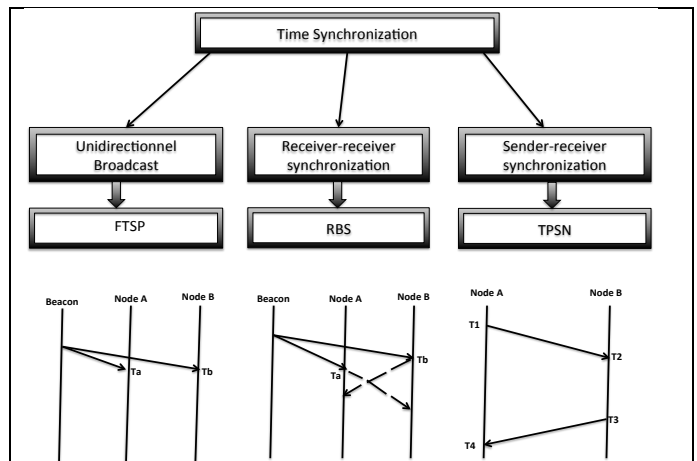 Time Synchronization
Unidirectionnel
Broadcast
Receiver-receiver
synchronization
Sender-receiver
synchronization
FTSP
RBS
TPSN
Beacon
Node A
Node B
Ta
Tb
Beacon
Node A
Node B
Ta
Tb
Node A
Node B
T1
T2
T3
T4